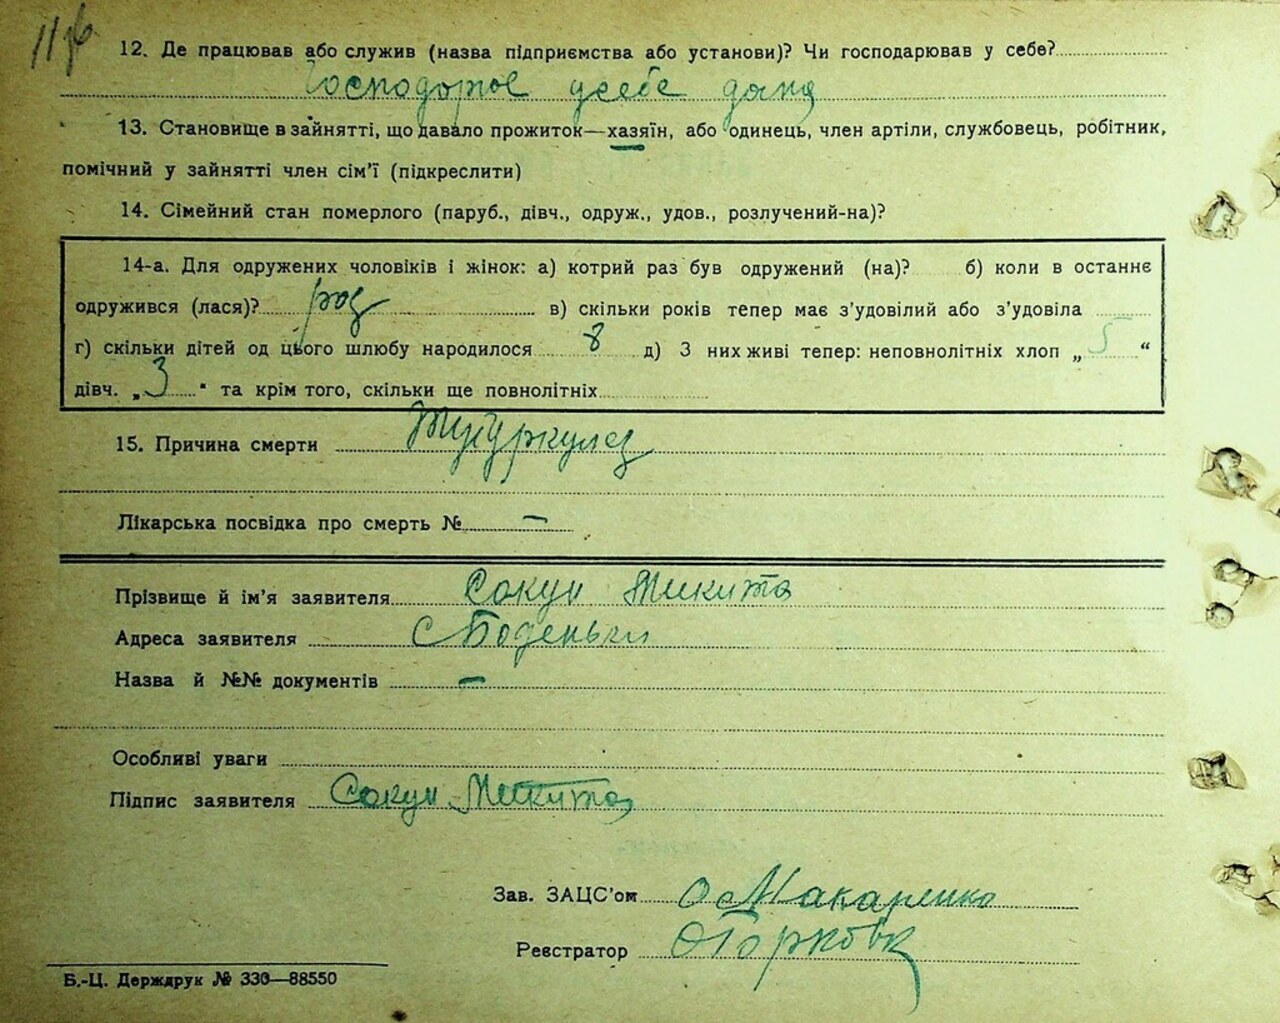 12. Де працював або служив (назва підприємства або установи)? Чи господарював у себе?
усебе дома
13. Становище в зайнятті, що давало прожиток—хазяїн, або одинець, член артіли, службовець, робітник,
помічний у зайнятті член сім’ї (підкреслити)
14. Сімейний стан померлого (паруб., дівч., одруж., удов., розлучений-на)?
14-а. Для одружених чоловіків і жінок: а) котрий раз був одружений (на)? б) коли в останнє
одружився (лася)? раз в) скільки років тепер має з’удовілий або з’удовіла
г) скільки дітей од цього шлюбу народилося 8 д) З них живі тепер: неповнолітніх хлоп „ 5 “
дівч. „ 3 “ та крім того, скільки ще повнолітніх
15. Причина смерти
Лікарська посвідка про смерть № —
Прізвище й ім’я заявителя Сокун Микита
Адреса заявителя с Боденьги
Назва й №№ документів —
Особливі уваги
Підпис заявителя Сокун Микита
Зав. ЗАЦС’ом О Макаренко
Реєстратор
Б.-Ц. Держдрук № 330—88550